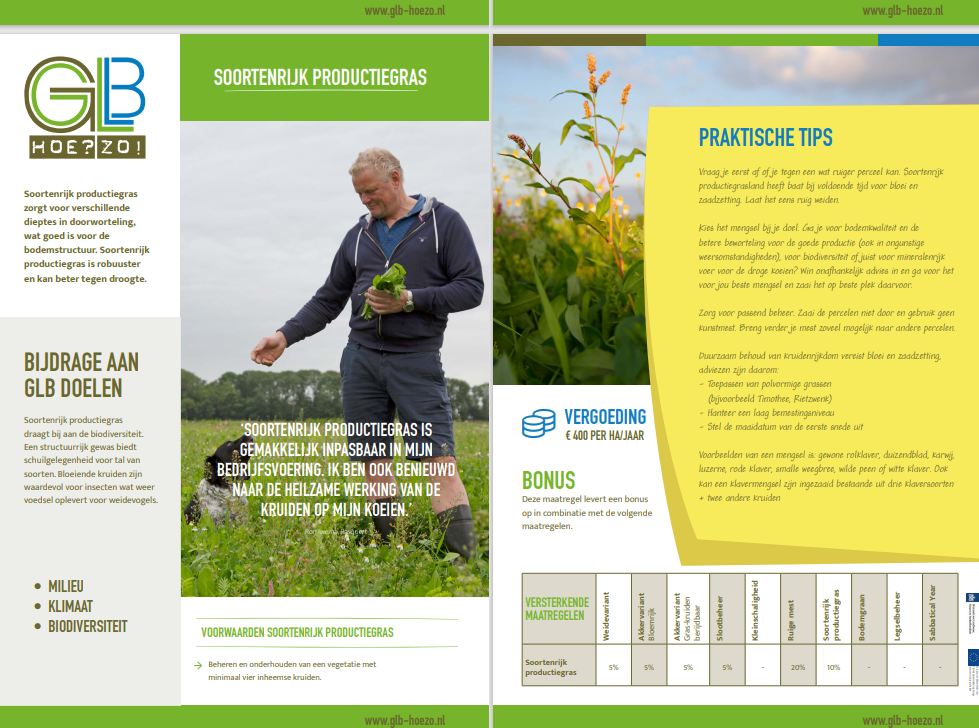 www.glb-hoezo.nl
GLB
HOE?ZO!
Soortenrijk productiegras
zorgt voor verschillende
dieptes in doorworteling,
wat goed is voor de
bodemstructuur. Soortenrijk
productiegras is robuuster
en kan beter tegen droogte.
BIJDRAGE AAN
GLB DOELEN
Soortenrijk productiegras
draagt bij aan de biodiversiteit.
Een structuurrijk gewas biedt
schuilgelegenheid voor tal van
soorten. Bloeiende kruiden zijn
waardevol voor insecten wat weer
voedsel oplevert voor weidevogels.
• MILIEU
• KLIMAAT
• BIODIVERSITEIT
SOORTENRIJK PRODUCTIEGRAS
'SOORTENRIJK PRODUCTIEGRAS IS
GEMAKKELIJK INPASBAAR IN MIJN
BEDRIJFSVOERING. IK BEN OOK BENIEUWD
NAAR DE HEILZAME WERKING VAN DE
KRUIDEN OP MIJN KOEIEN.'
VOORWAARDEN SOORTENRIJK PRODUCTIEGRAS
→ Beheren en onderhouden van een vegetatie met
minimaal vier inheemse kruiden.
www.glb-hoezo.nl
www.glb-hoezo.nl
PRAKTISCHE TIPS
Vraag je eerst af of je tegen een wat ruiger perceel kan. Soortenrijk
productiegrasland heeft baat bij voldoende tijd voor bloei en
zaadzetting. Laat het eens ruig weiden.
Kies het mengsel bij je doel. Ga je voor bodemkwaliteit en de
betere beworteling voor de goede productie (ook in ongunstige
weersomstandigheden), voor biodiversiteit of juist voor mineralenrijk
voer voor de droge koeien? Win onafhankelijk advies in en ga voor het
voor jou beste mengsel en zaai het op beste plek daarvoor.
Zorg voor passend beheer. Zaai de percelen niet door en gebruik geen
kunstmest. Breng verder je mest zoveel mogelijk naar andere percelen.
Duurzaam behoud van kruidenrijkdom vereist bloei en zaadzetting,
adviezen zijn daarom:
- Toepassen van polvormige grassen
(bijvoorbeeld Timothee, Rietzwenk)
- Hanteer een laag bemestingsniveau
- Stel de maaidatum van de eerste snede uit
Voorbeelden van een mengsel is: gewone rolklaver, duizendblad, karwij,
luzerne, rode klaver, smalle weegbree, wilde peen of witte klaver. Ook
kan een klavermengsel zijn ingezaaid bestaande uit drie klaversoorten
+ twee andere kruiden
VERGOEDING
€ 400 PER HA/JAAR
BONUS
Deze maatregel levert een bonus
op in combinatie met de volgende
maatregelen.
VERSTERKENDE
MAATREGELEN
Weidevariant
Akkervariant
Bloemrijk
Akkervariant
Gras-kruiden
berijdbaar
Slootbeheer
Kleinschaligheid
Ruige mest
Soortenrijk
productiegras
Bodemgraan
Legselbeheer
Sabbatical Year
Soortenrijk
productiegras
5% 5% 5% 5% - 20% 10% - - -
www.glb-hoezo.nl